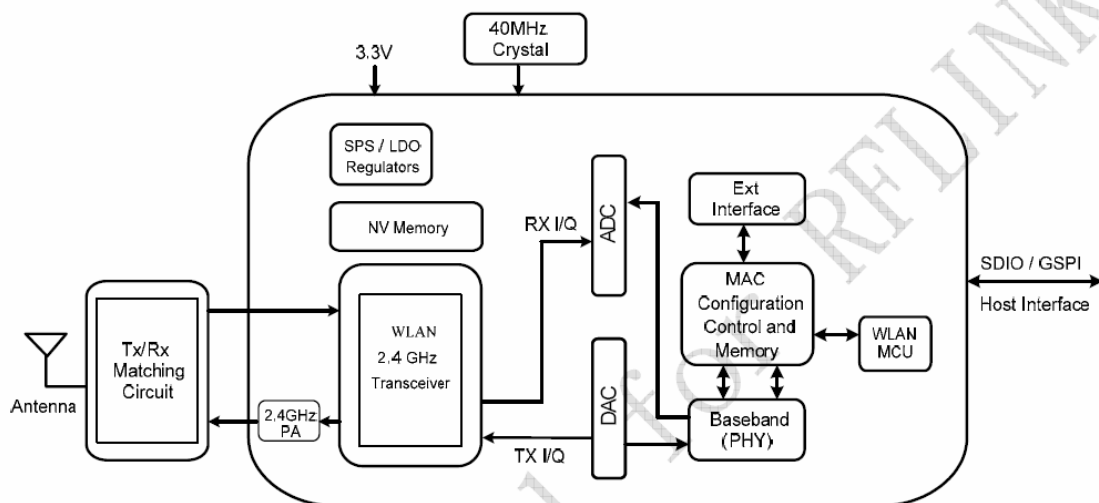 40MHz
Crystal
3.3V
SPS / LDO
Regulators
NV Memory
RX I/Q
ADC
Ext
Interface
MAC
Configuration
Control and
Memory
WLAN
MCU
SDIO / GSPI
Host Interface
Tx/Rx
Matching
Circuit
Antenna
2.4GHz
PA
WLAN
2.4 GHz
Transceiver
DAC
TX I/Q
Baseband
(PHY)
for RFLINK